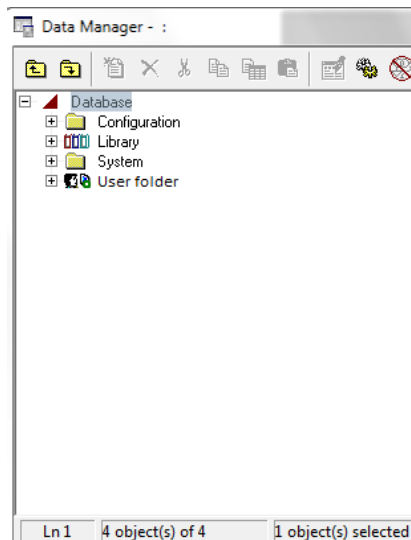 Data Manager - :
Database
Configuration
Library
System
User folder
Ln 1 4 object(s) of 4 1 object(s) selected